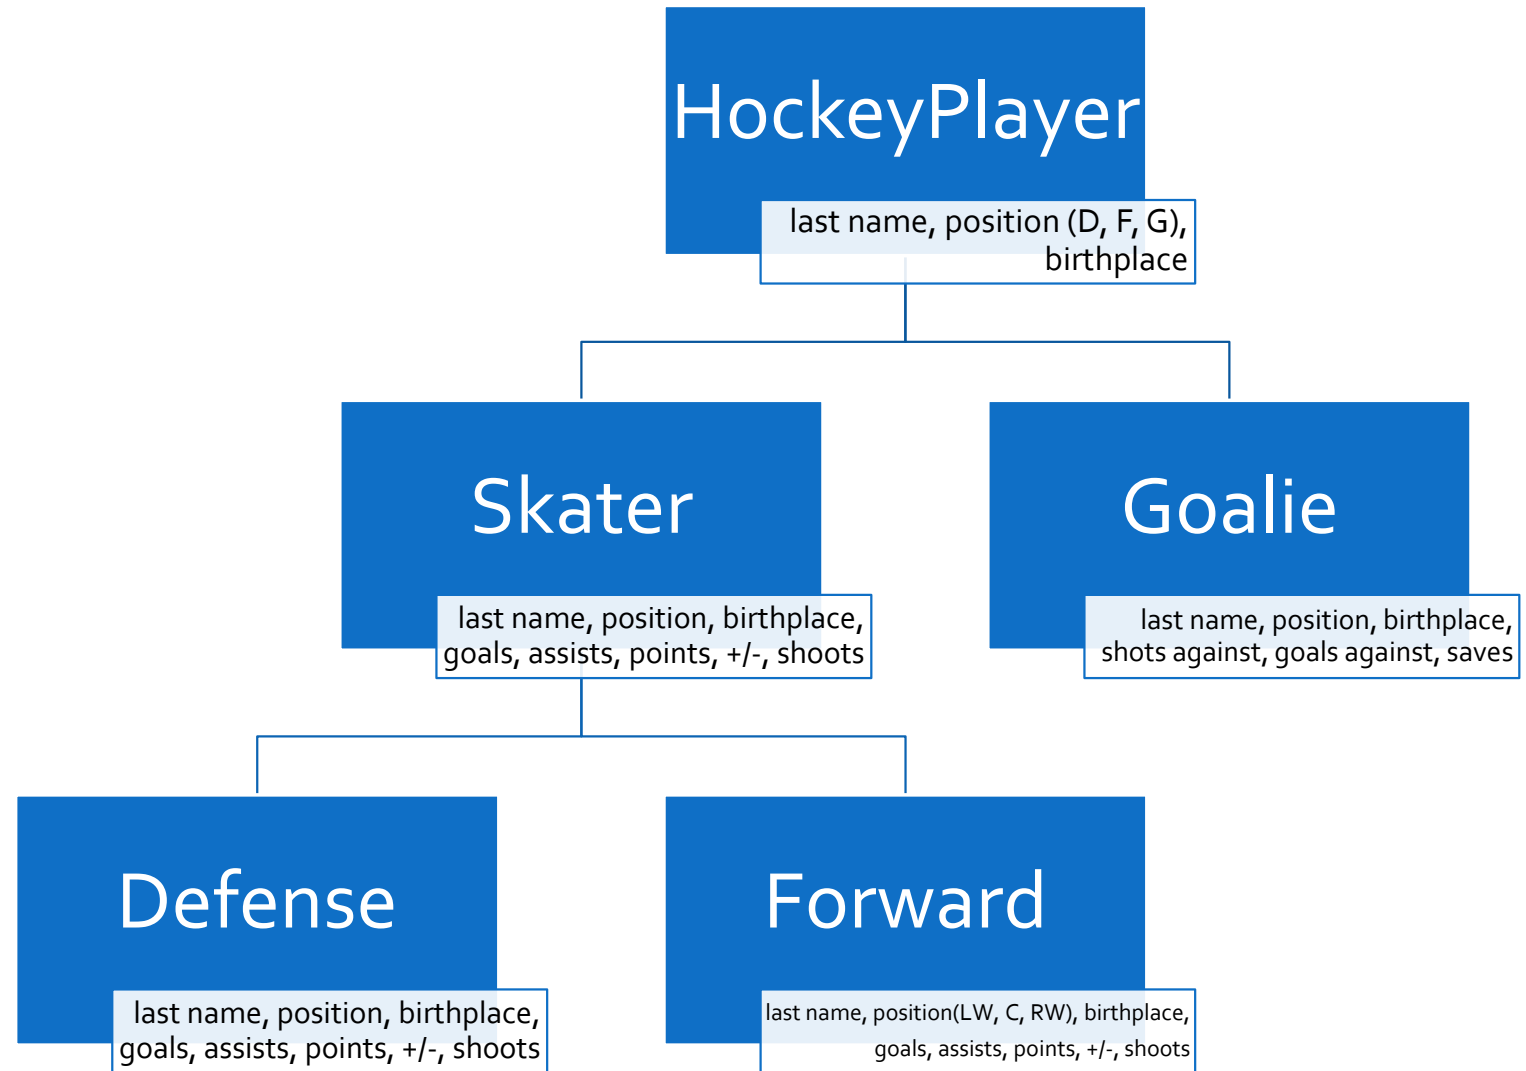 HockeyPlayer
last name, position (D, F, G),
birthplace
Skater
last name, position, birthplace,
goals, assists, points, +/-, shoots
Goalie
last name, position, birthplace,
shots against, goals against, saves
Defense
last name, position, birthplace,
goals, assists, points, +/-, shoots
Forward
last name, position(LW, C, RW), birthplace,
goals, assists, points, +/-, shoots